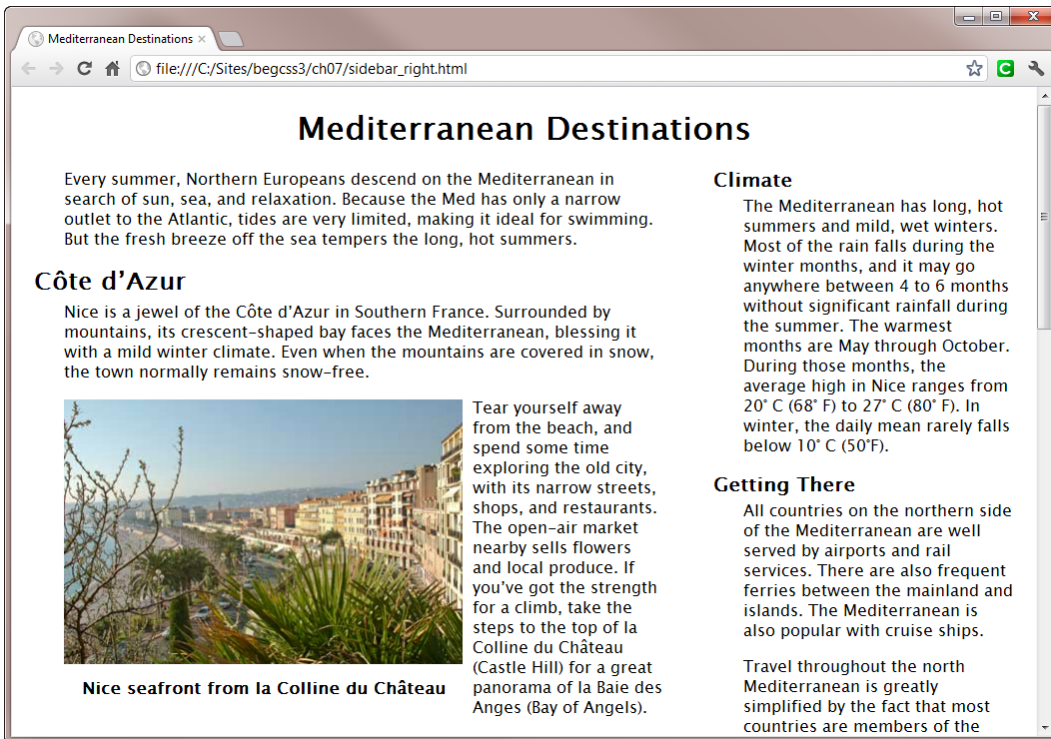 Mediterranean Destinations
file:///C:/Sites/begcss3/ch07/sidebar_right.html
Mediterranean Destinations
Every summer, Northern Europeans descend on the Mediterranean in
search of sun, sea, and relaxation. Because the Med has only a narrow
outlet to the Atlantic, tides are very limited, making it ideal for swimming.
But the fresh breeze off the sea tempers the long, hot summers.
Côte d’Azur
Nice is a jewel of the Côte d’Azur in Southern France. Surrounded by
mountains, its crescent-shaped bay faces the Mediterranean, blessing it
with a mild winter climate. Even when the mountains are covered in snow,
the town normally remains snow-free.
Tear yourself away
from the beach, and
spend some time
exploring the old city,
with its narrow streets,
shops, and restaurants.
The open-air market
nearby sells flowers
and local produce. If
you’ve got the strength
for a climb, take the
steps to the top of la
Colline du Château
(Castle Hill) for a great
panorama of la Baie des
Anges (Bay of Angels).
Nice seafront from la Colline du Château
Climate
The Mediterranean has long, hot
summers and mild, wet winters.
Most of the rain falls during the
winter months, and it may go
anywhere between 4 to 6 months
without significant rainfall during
the summer. The warmest
months are May through October.
During those months, the
average high in Nice ranges from
20° C (68° F) to 27° C (80° F). In
winter, the daily mean rarely falls
below 10° C (50°F).
Getting There
All countries on the northern side
of the Mediterranean are well
served by airports and rail
services. There are also frequent
ferries between the mainland and
islands. The Mediterranean is
also popular with cruise ships.
Travel throughout the north
Mediterranean is greatly
simplified by the fact that most
countries are members of the